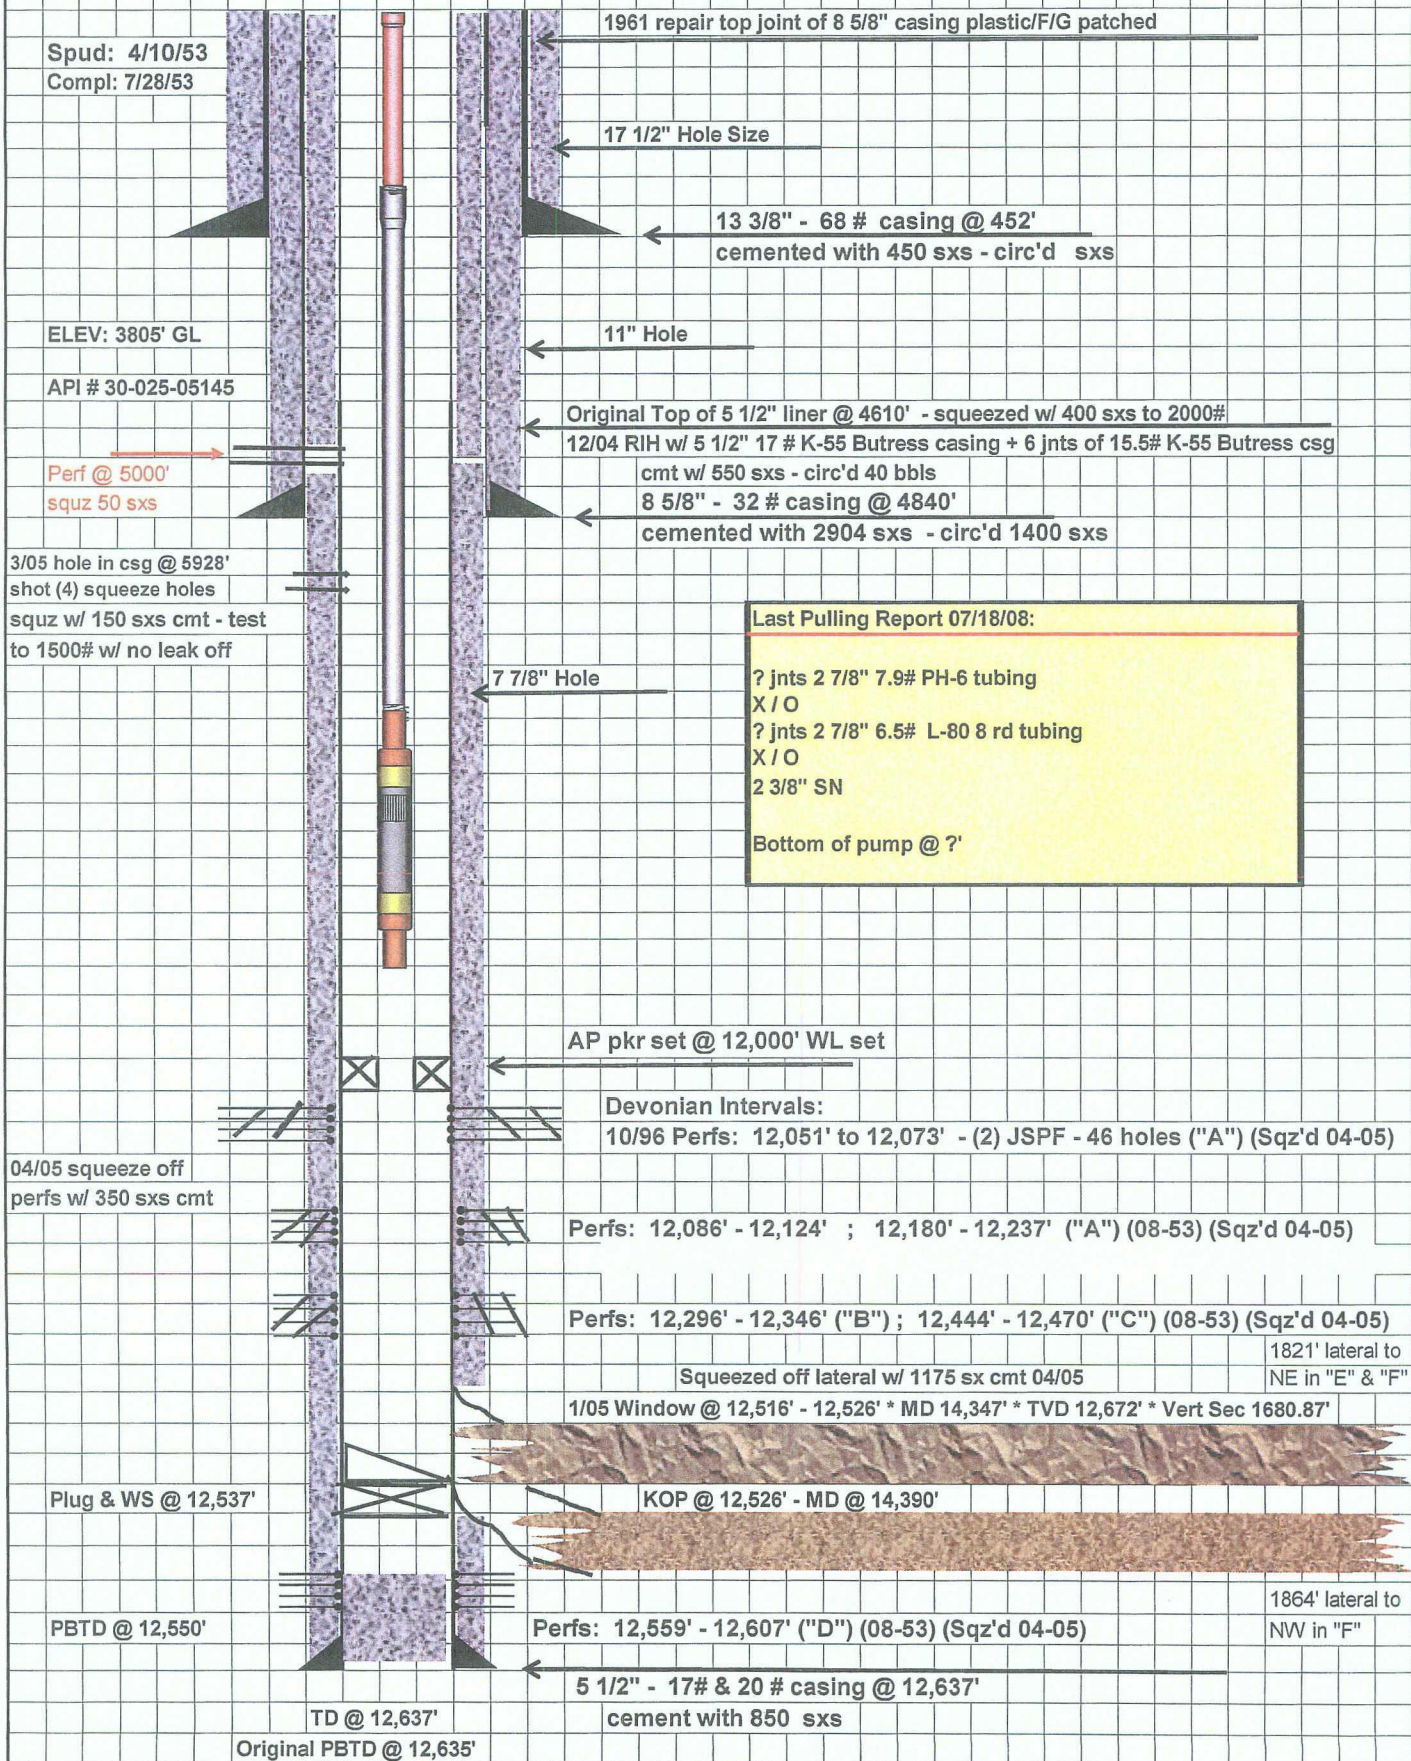 1961 repair top joint of 8 5/8" casing plastic/F/G patched
Spud: 4/10/53
Compl: 7/28/53
17 1/2" Hole Size
13 3/8" - 68 # casing @ 452'
cemented with 450 sxs - circ'd sxs
ELEV: 3805' GL
11" Hole
API # 30-025-05145
Original Top of 5 1/2" liner @ 4610' - squeezed w/ 400 sxs to 2000#
12/04 RIH w/ 5 1/2" 17 # K-55 Butress casing + 6 jnts of 15.5# K-55 Butress csg
cmt w/ 550 sxs - circ'd 40 bbls
Perf @ 5000'
squz 50 sxs
8 5/8" - 32 # casing @ 4840'
cemented with 2904 sxs - circ'd 1400 sxs
3/05 hole in csg @ 5928'
shot (4) squeeze holes
squz w/ 150 sxs cmt - test
to 1500# w/ no leak off
Last Pulling Report 07/18/08:
? jnts 2 7/8" 7.9# PH-6 tubing
X / O
? jnts 2 7/8" 6.5# L-80 8 rd tubing
X / O
2 3/8" SN
Bottom of pump @ ?'
7 7/8" Hole
AP pkr set @ 12,000' WL set
Devonian Intervals:
10/96 Perfs: 12,051' to 12,073' - (2) JSPF - 46 holes ("A") (Sqz'd 04-05)
04/05 squeeze off
perfs w/ 350 sxs cmt
Perfs: 12,086' - 12,124' ; 12,180' - 12,237' ("A") (08-53) (Sqz'd 04-05)
Perfs: 12,296' - 12,346' ("B") ; 12,444' - 12,470' ("C") (08-53) (Sqz'd 04-05)
1821' lateral to
NE in "E" & "F"
Squeezed off lateral w/ 1175 sx cmt 04/05
1/05 Window @ 12,516' - 12,526' * MD 14,347' * TVD 12,672' * Vert Sec 1680.87'
Plug & WS @ 12,537'
KOP @ 12,526' - MD @ 14,390'
1864' lateral to
NW in "F"
PBTD @ 12,550'
Perfs: 12,559' - 12,607' ("D") (08-53) (Sqz'd 04-05)
5 1/2" - 17# & 20 # casing @ 12,637'
cement with 850 sxs
TD @ 12,637'
Original PBTD @ 12,635'